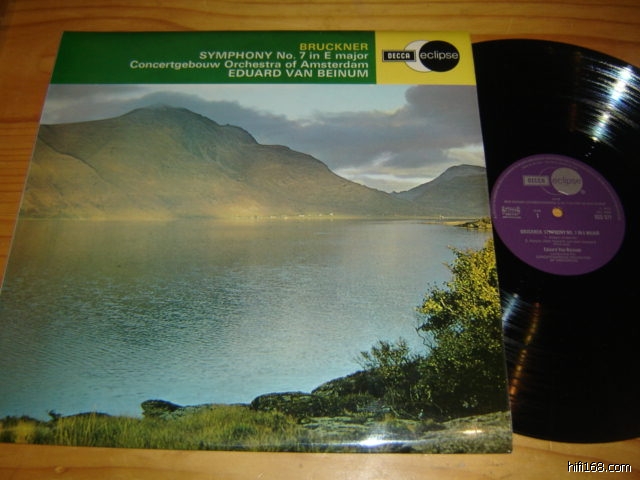 BRUCKNER
SYMPHONY No. 7 in E major
Concertgebouw Orchestra of Amsterdam
EDUARD VAN BEINUM
DECCA eclipse
DECCA eclipse
BRUCKNER: SYMPHONY NO. 7 IN E MAJOR
Eduard Van Beinum
hifi168.com